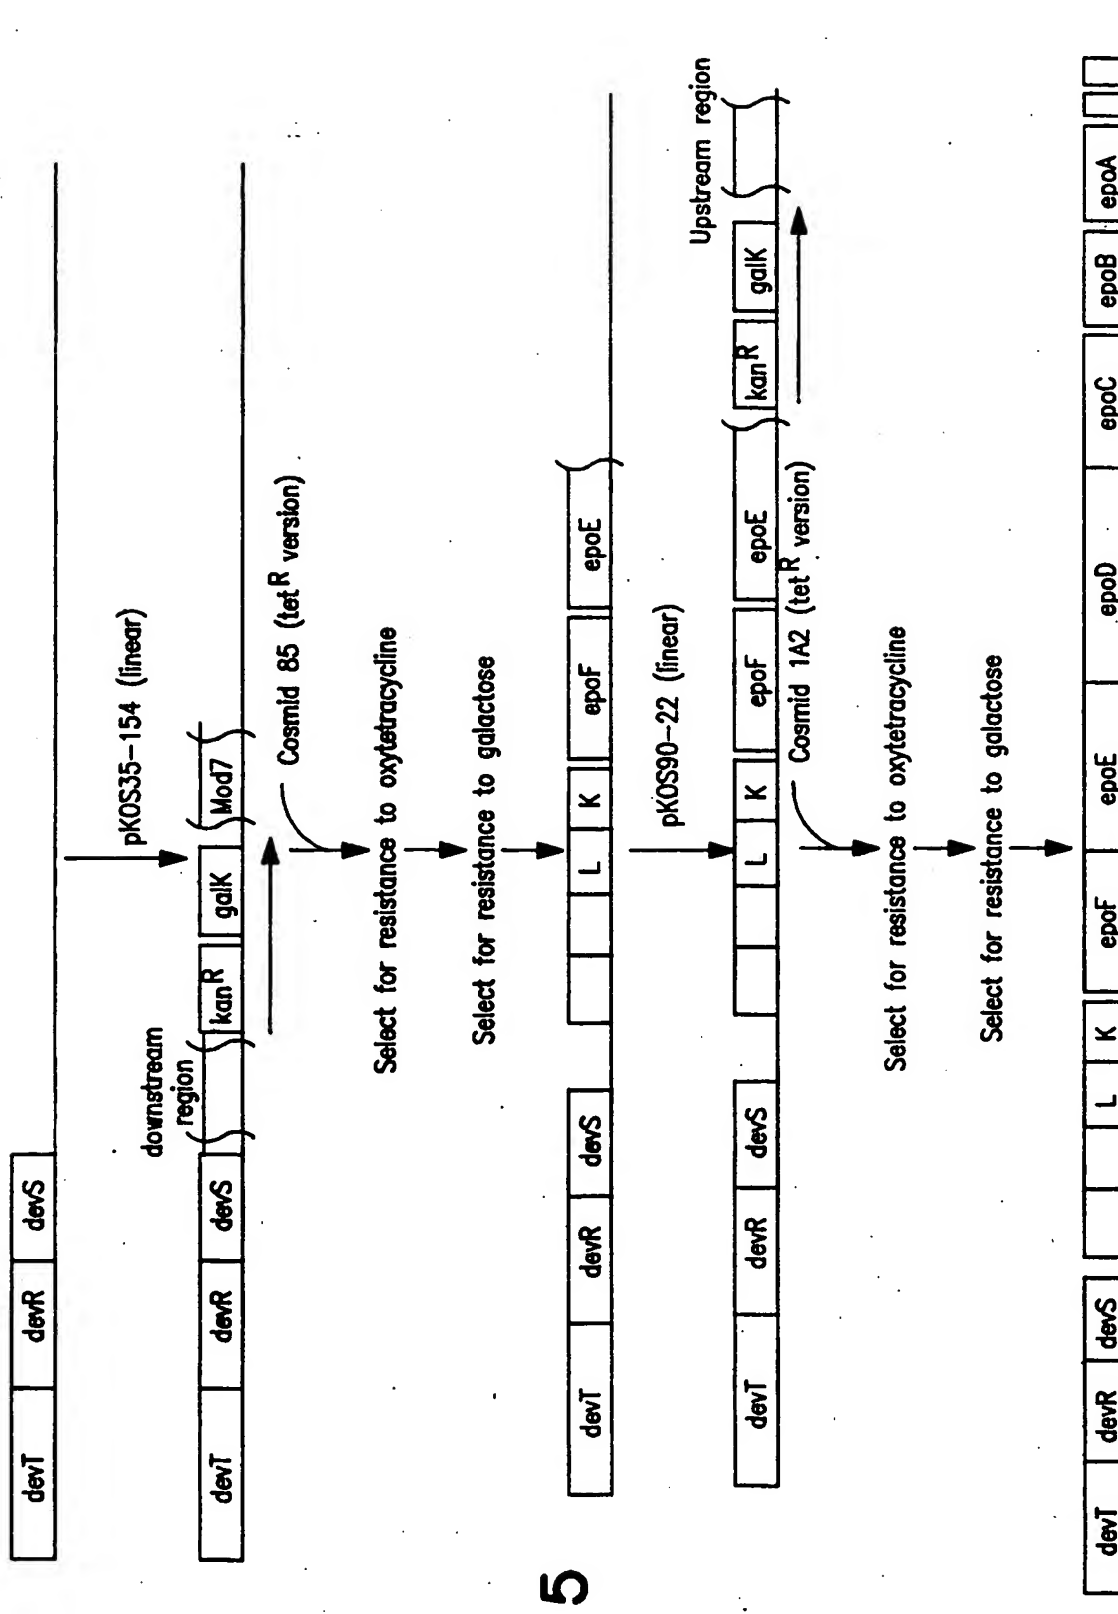 devT devR devS
pKOS35-154 (linear)
downstream
region
devT devR devS kanR galK Mod7
Cosmid 85 (tetR version)
Select for resistance to oxytetracycline
Select for resistance to galactose
devT devR devS L K epoF epoE
pKOS90-22 (linear)
Upstream region
devT devR devS L K epoF epoE kanR galK
Cosmid 1A2 (tetR version)
Select for resistance to oxytetracycline
Select for resistance to galactose
devT devR devS L K epoF epoE epoD epoC epoB epoA
5